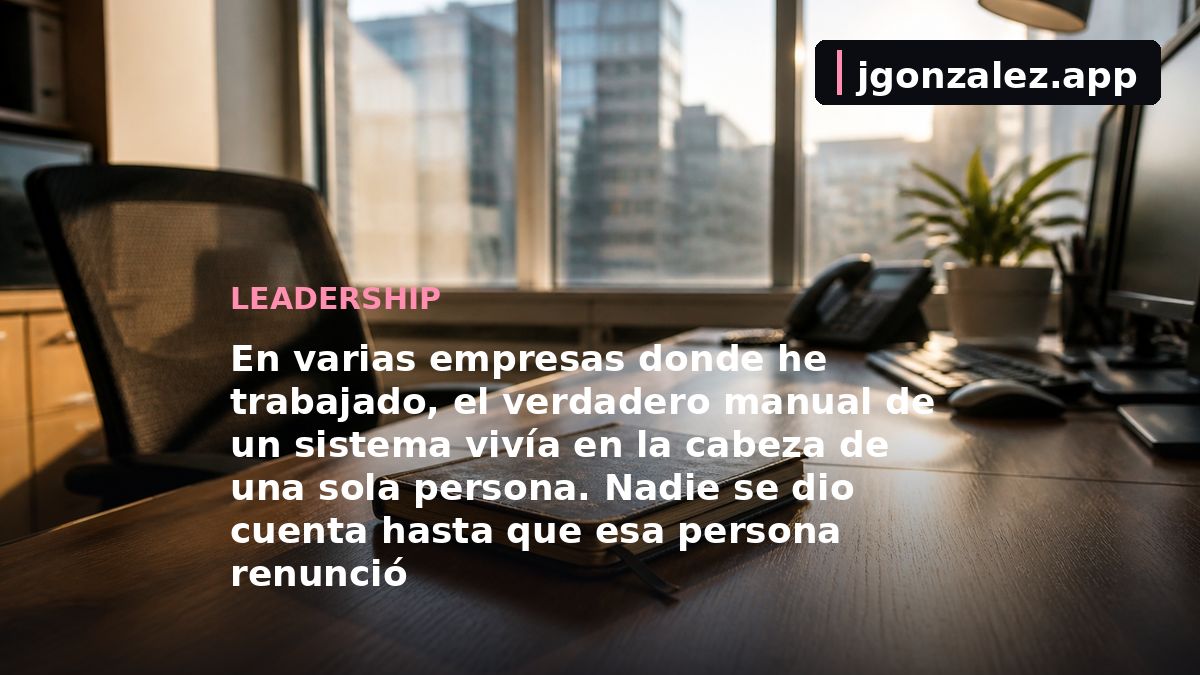 jgonzalez.app
LEADERSHIP
En varias empresas donde he
trabajado, el verdadero manual de
un sistema vivía en la cabeza de
una sola persona. Nadie se dio
cuenta hasta que esa persona
renunció